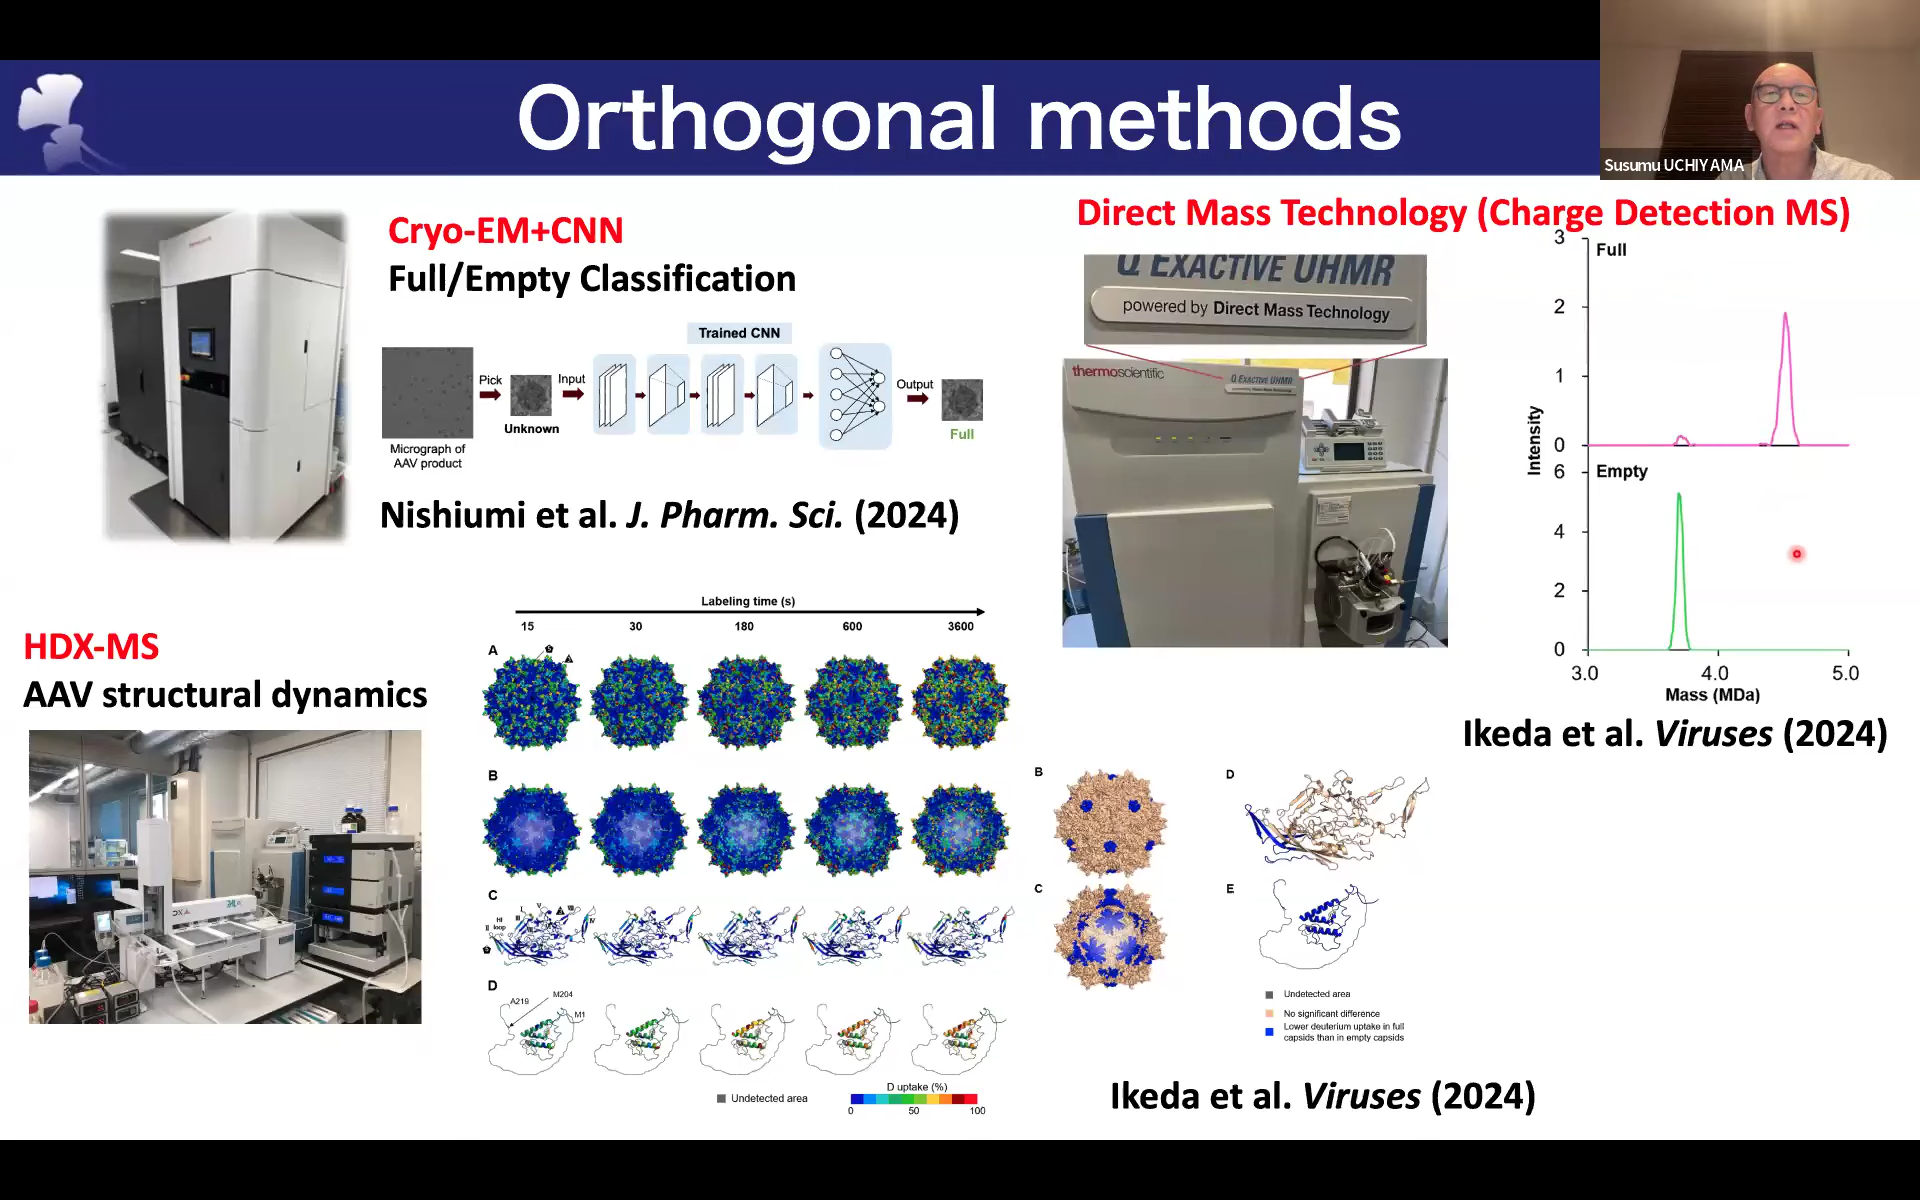 Orthogonal methods
Susumu UCHIYAMA
Cryo-EM+CNN
Full/Empty Classification
Trained CNN
Pick
Input
Output
Unknown
Full
Micrograph of
AAV product
Nishiumi et al. J. Pharm. Sci. (2024)
Direct Mass Technology (Charge Detection MS)
Q EXACTIVE UHMR
powered by Direct Mass Technology
thermoscientific
Q EXACTIVE UHMR
3
Full
2
1
0
Intensity
6
Empty
4
2
0
3.0 4.0 5.0
Mass (MDa)
Ikeda et al. Viruses (2024)
HDX-MS
AAV structural dynamics
Labeling time (s)
15 30 180 600 3600
A
B
C
HI
loop
D
A219
M204
M1
Undetected area
D uptake (%)
0 50 100
B
D
C
E
Undetected area
No significant difference
Lower deuterium uptake in full
capsids than in empty capsids
Ikeda et al. Viruses (2024)